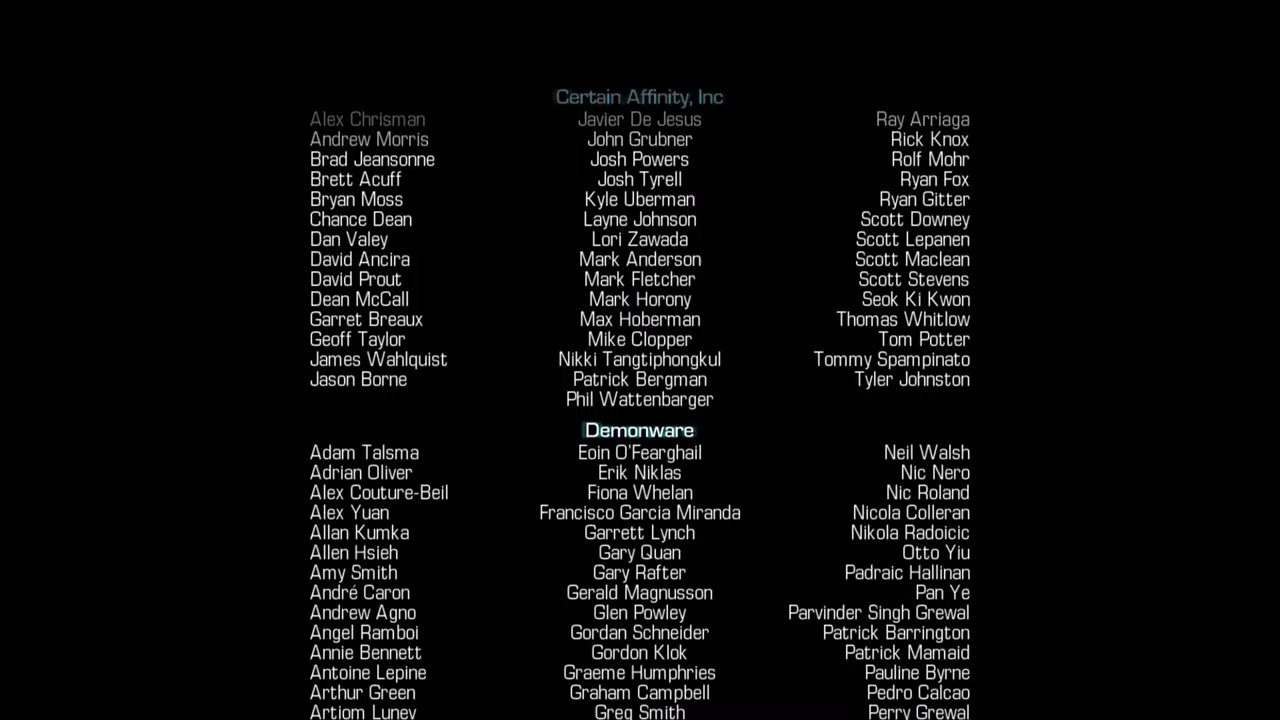 Certain Affinity, Inc
Alex Chrisman Javier De Jesus Ray Arriaga
Andrew Morris John Grubner Rick Knox
Brad Jeansonne Josh Powers Rolf Mohr
Brett Acuff Josh Tyrell Ryan Fox
Bryan Moss Kyle Uberman Ryan Gitter
Chance Dean Layne Johnson Scott Downey
Dan Valey Lori Zawada Scott Lepanen
David Ancira Mark Anderson Scott Maclean
David Prout Mark Fletcher Scott Stevens
Dean McCall Mark Horony Seok Ki Kwon
Garret Breaux Max Hoberman Thomas Whitlow
Geoff Taylor Mike Clopper Tom Potter
James Wahlquist Nikki Tangtiphongkul Tommy Spampinato
Jason Borne Patrick Bergman Tyler Johnston
Phil Wattenbarger
Demonware
Adam Talsma Eoin O'Fearghail Neil Walsh
Adrian Oliver Erik Niklas Nic Nero
Alex Couture-Beil Fiona Whelan Nic Roland
Alex Yuan Francisco Garcia Miranda Nicola Colleran
Allan Kumka Garrett Lynch Nikola Radoicic
Allen Hsieh Gary Quan Otto Yiu
Amy Smith Gary Rafter Padraic Hallinan
André Caron Gerald Magnusson Pan Ye
Andrew Agno Glen Powley Parvinder Singh Grewal
Angel Ramboi Gordan Schneider Patrick Barrington
Annie Bennett Gordon Klok Patrick Mamaid
Antoine Lepine Graeme Humphries Pauline Byrne
Arthur Green Graham Campbell Pedro Calcao
Artiom Lunev Greg Smith Perry Grewal